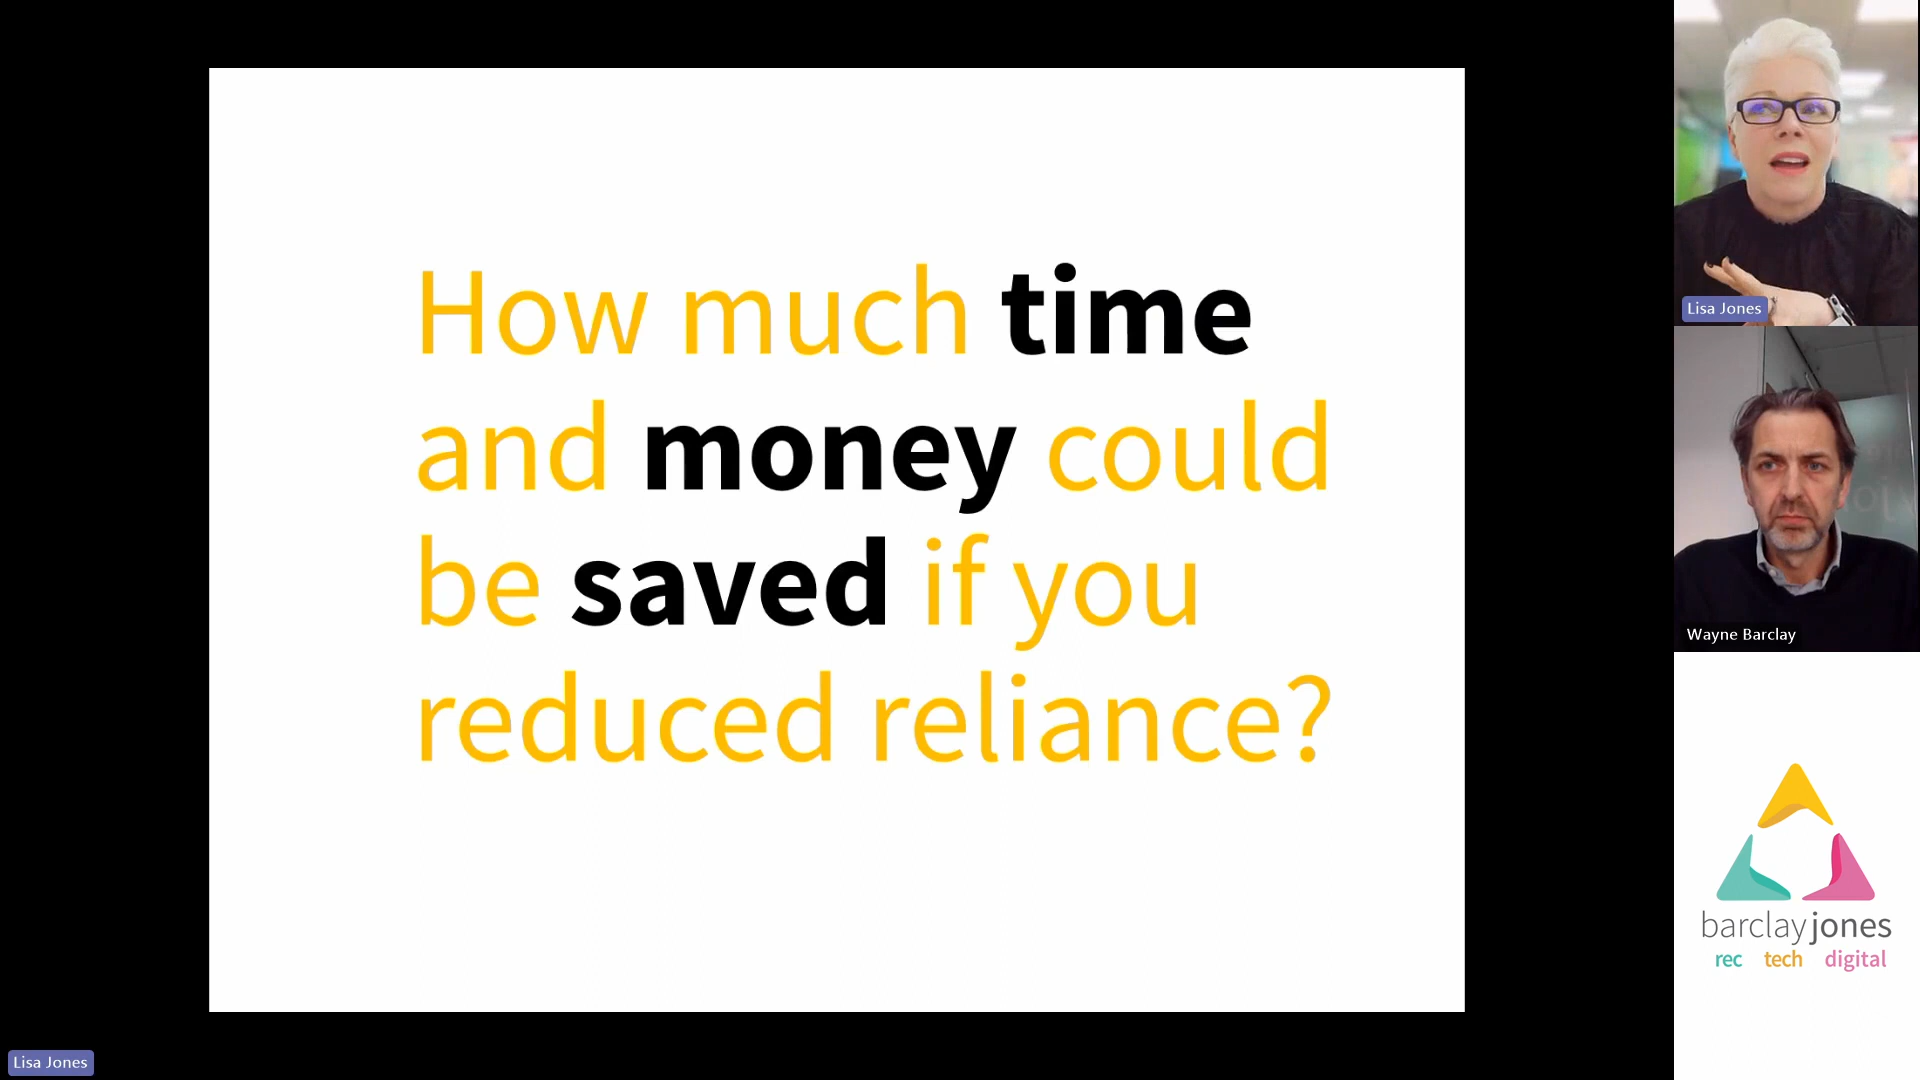 How much time
and money could
be saved if you
reduced reliance?
Lisa Jones
Wayne Barclay
barclayjones
rec tech digital
Lisa Jones